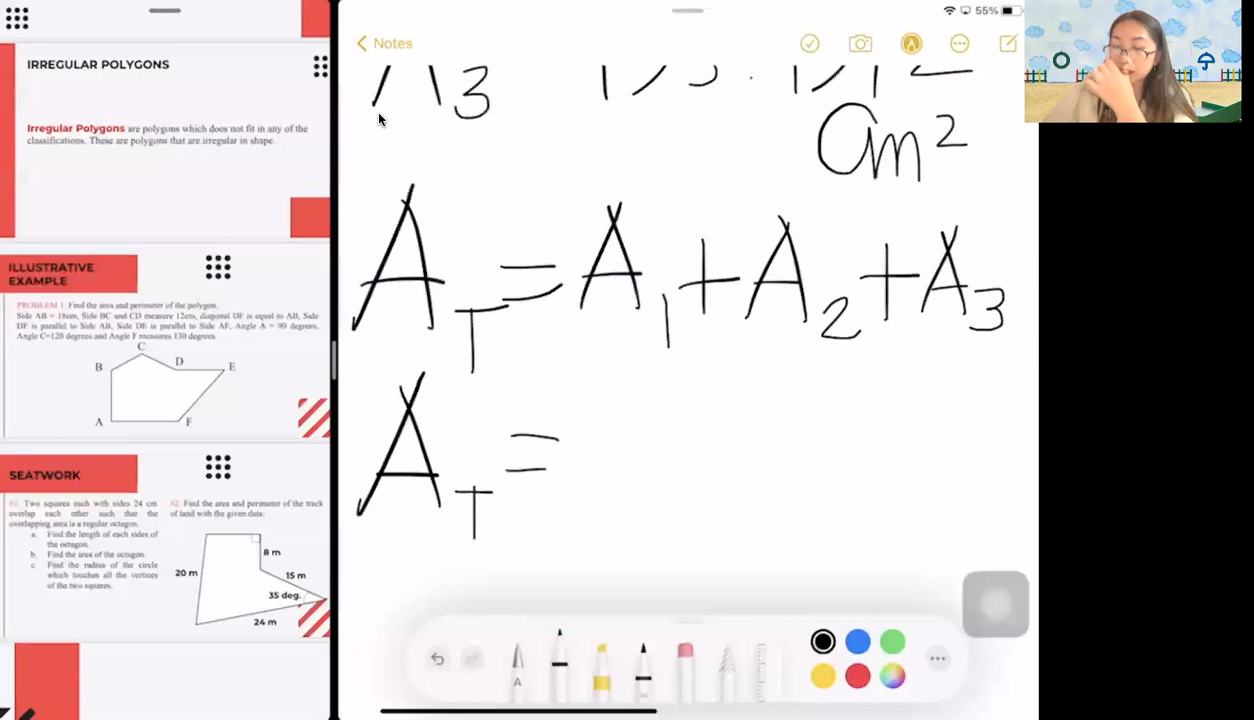 IRREGULAR POLYGONS
Irregular Polygons are polygons which does not fit in any of the
classifications. These are polygons that are irregular in shape.
ILLUSTRATIVE
EXAMPLE
PROBLEM 1. Find the area and perimeter of the polygon.
Side AB = 18cm, Side BC and CD measure 12cm, diagonal DF is equal to AB, Side
DF is parallel to Side AB, Side DE is parallel to Side AF, Angle A = 90 degrees,
Angle C=120 degrees and Angle F measures 130 degrees.
C
B
D
E
A
F
SEATWORK
#1. Two squares each with sides 24 cm
overlap each other such that the
overlapping area is a regular octagon.
a. Find the length of each sides of
the octagon.
b. Find the area of the octagon.
c. Find the radius of the circle
which touches all the vertices
of the two squares.
#2. Find the area and perimeter of the track
of land with the given data:
8 m
20 m
15 m
35 deg.
24 m
55%
Notes
cm²
A_T = A_1 + A_2 + A_3
A_T =
A